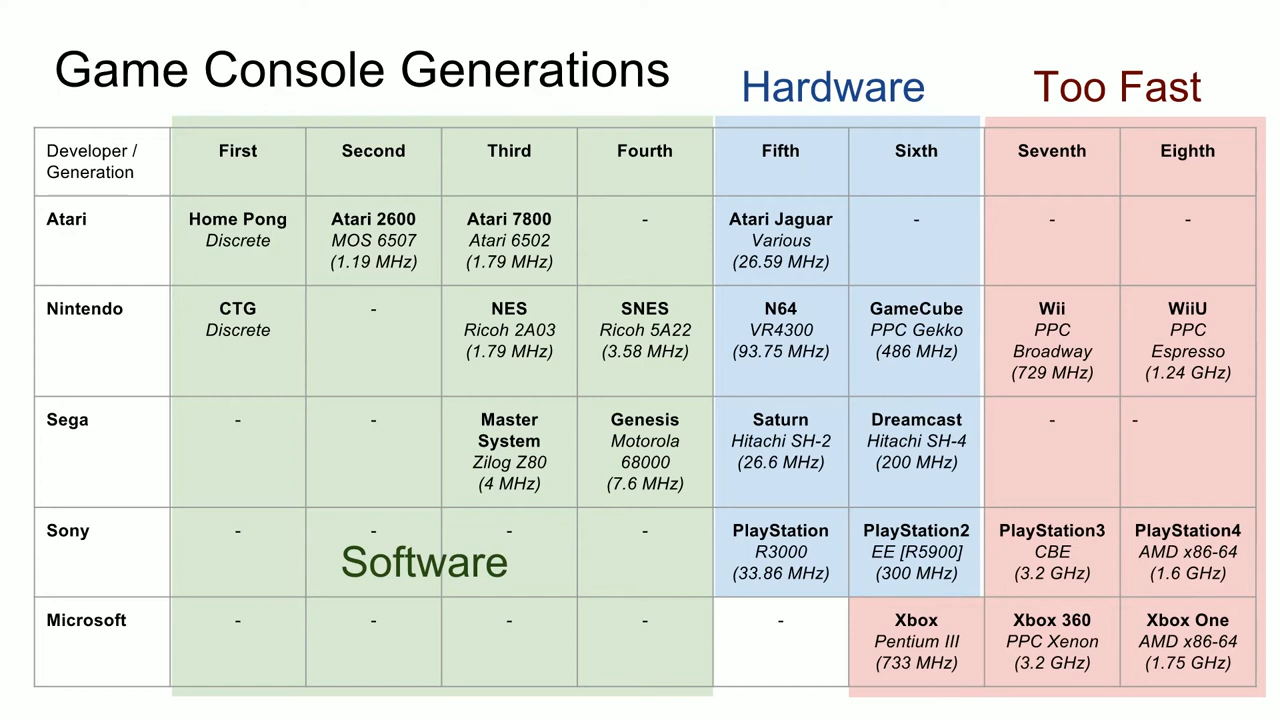 Game Console Generations
Hardware
Too Fast
Developer / Generation First Second Third Fourth Fifth Sixth Seventh Eighth
Atari
Home Pong
Discrete
Atari 2600
MOS 6507
(1.19 MHz)
Atari 7800
Atari 6502
(1.79 MHz)
-
Atari Jaguar
Various
(26.59 MHz)
-
-
-
Nintendo
CTG
Discrete
-
NES
Ricoh 2A03
(1.79 MHz)
SNES
Ricoh 5A22
(3.58 MHz)
N64
VR4300
(93.75 MHz)
GameCube
PPC Gekko
(486 MHz)
Wii
PPC
Broadway
(729 MHz)
WiiU
PPC
Espresso
(1.24 GHz)
Sega
-
-
Master
System
Zilog Z80
(4 MHz)
Genesis
Motorola
68000
(7.6 MHz)
Saturn
Hitachi SH-2
(26.6 MHz)
Dreamcast
Hitachi SH-4
(200 MHz)
-
-
Sony
-
-
-
-
PlayStation
R3000
(33.86 MHz)
PlayStation2
EE [R5900]
(300 MHz)
PlayStation3
CBE
(3.2 GHz)
PlayStation4
AMD x86-64
(1.6 GHz)
Software
Microsoft
-
-
-
-
-
Xbox
Pentium III
(733 MHz)
Xbox 360
PPC Xenon
(3.2 GHz)
Xbox One
AMD x86-64
(1.75 GHz)